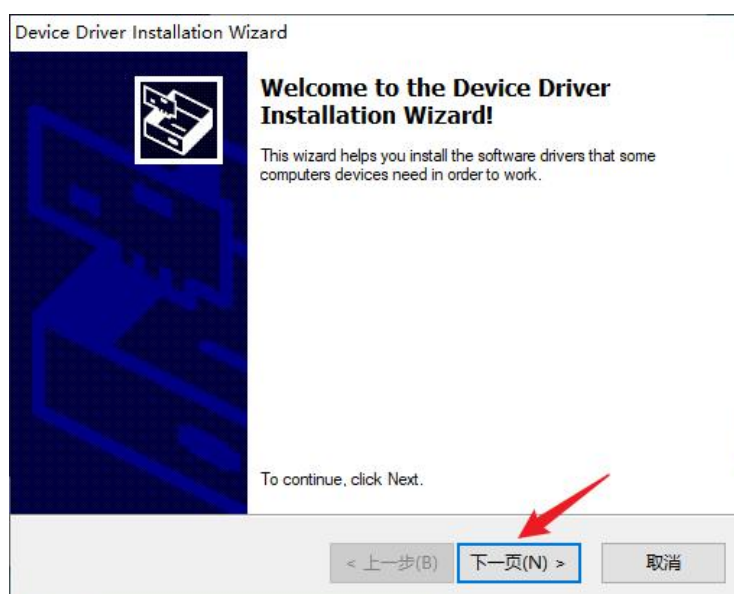 Device Driver Installation Wizard
Welcome to the Device Driver
Installation Wizard!
This wizard helps you install the software drivers that some
computers devices need in order to work.
To continue, click Next.
< 上一步(B)
下一页(N) >
取消